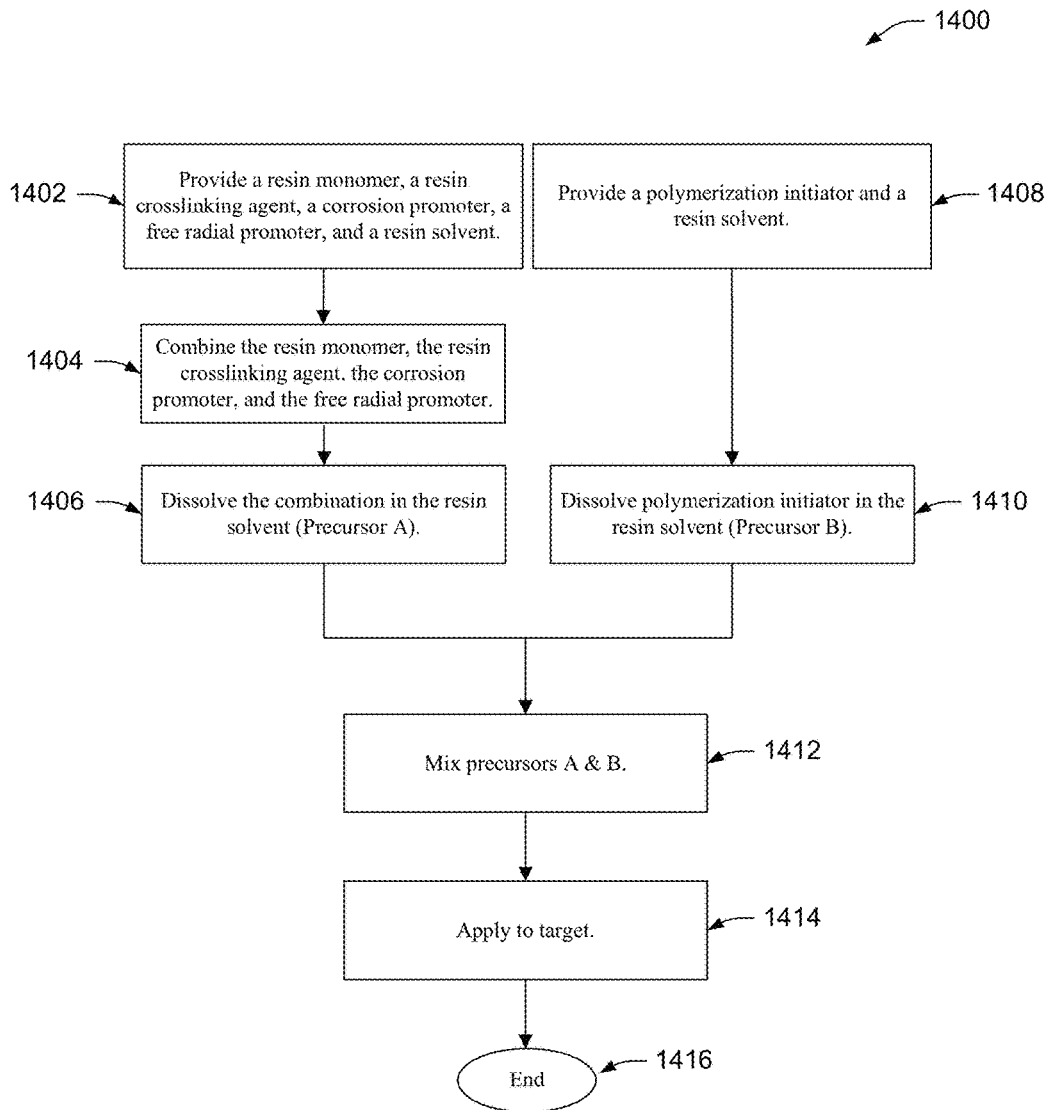 1400
1402
Provide a resin monomer, a resin
crosslinking agent, a corrosion promoter, a
free radial promoter, and a resin solvent.
Provide a polymerization initiator and a
resin solvent.
1408
1404
Combine the resin monomer, the resin
crosslinking agent, the corrosion
promoter, and the free radial promoter.
1406
Dissolve the combination in the resin
solvent (Precursor A).
Dissolve polymerization initiator in the
resin solvent (Precursor B).
1410
Mix precursors A & B.
1412
Apply to target.
1414
End
1416